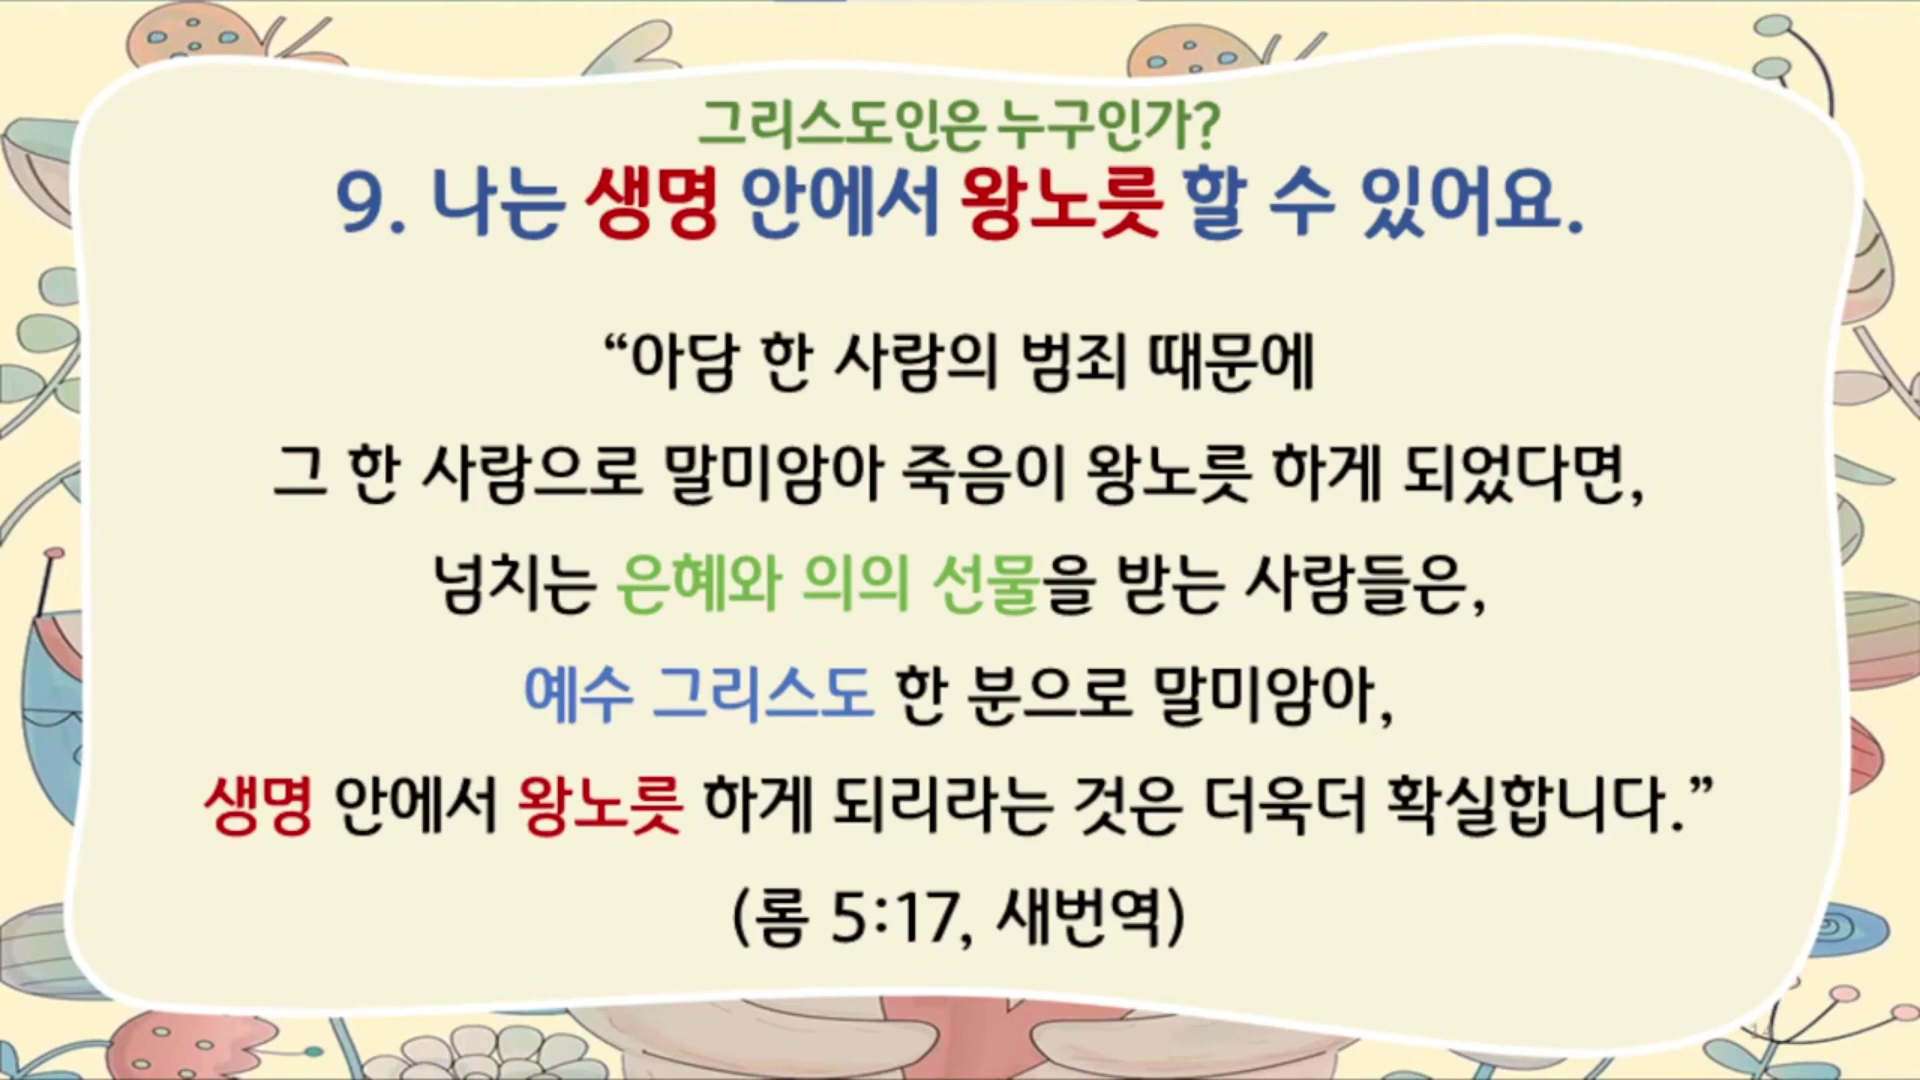 그리스도인은 누구인가?
9. 나는 생명 안에서 왕노릇 할 수 있어요.
“아담 한 사람의 범죄 때문에
그 한 사람으로 말미암아 죽음이 왕노릇 하게 되었다면,
넘치는 은혜와 의의 선물을 받는 사람들은,
예수 그리스도 한 분으로 말미암아,
생명 안에서 왕노릇 하게 되리라는 것은 더욱더 확실합니다.”
(롬 5:17, 새번역)